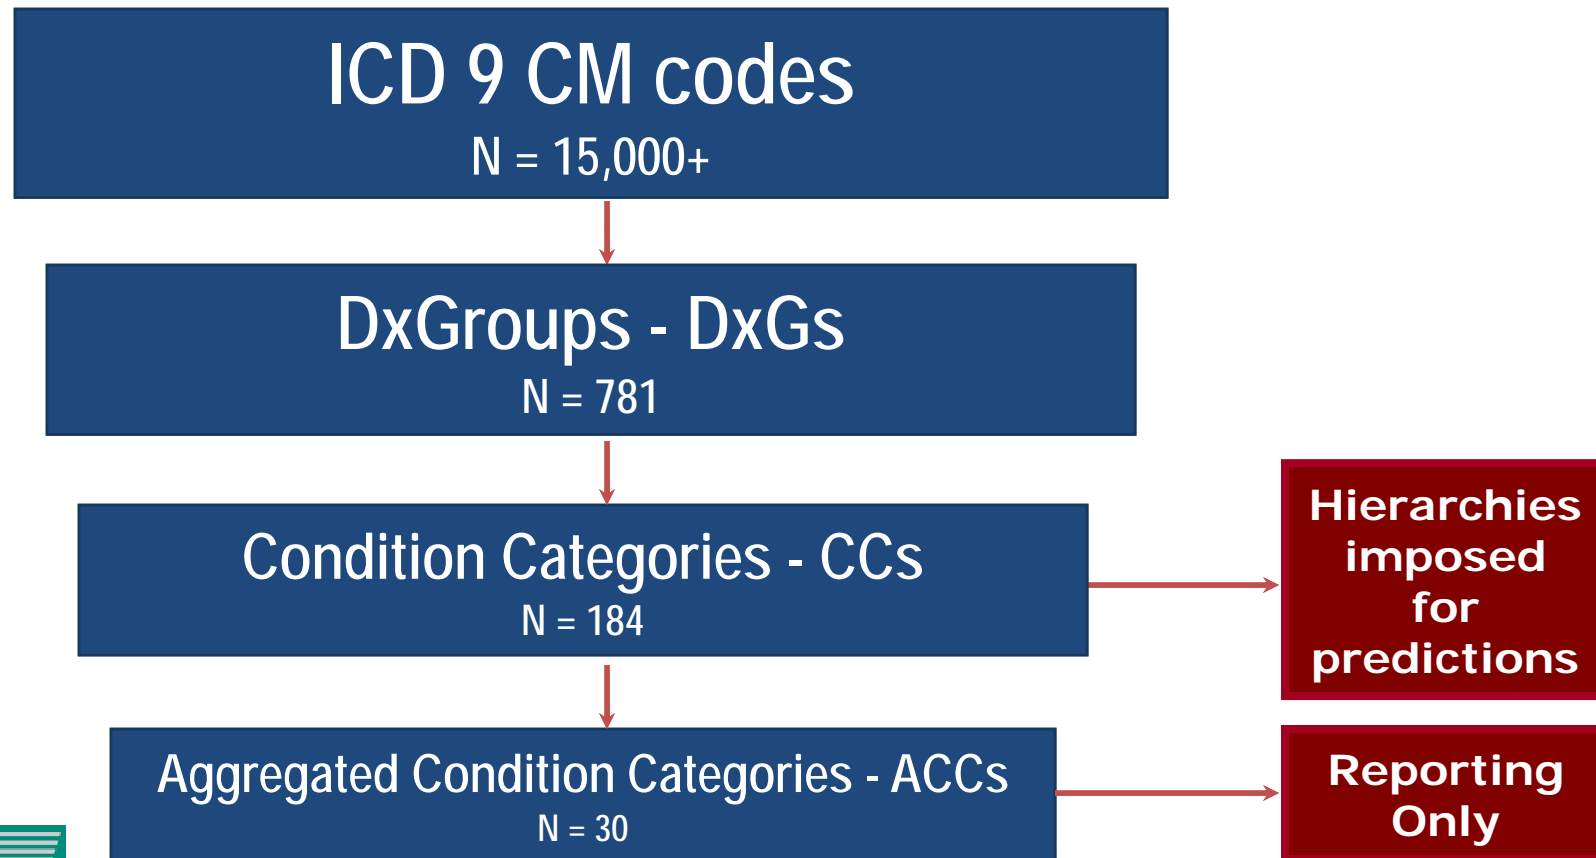 ICD 9 CM codes
N = 15,000+
DxGroups - DxGs
N = 781
Condition Categories - CCs
N = 184
Hierarchies
imposed
for
predictions
Aggregated Condition Categories - ACCs
N = 30
Reporting
Only